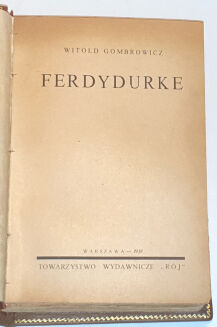 WITOLD GOMBROWICZ
FERDYDURKE
WARSZAWA —
TOWARZYSTWO WYDAWNICZE „RÓJ"